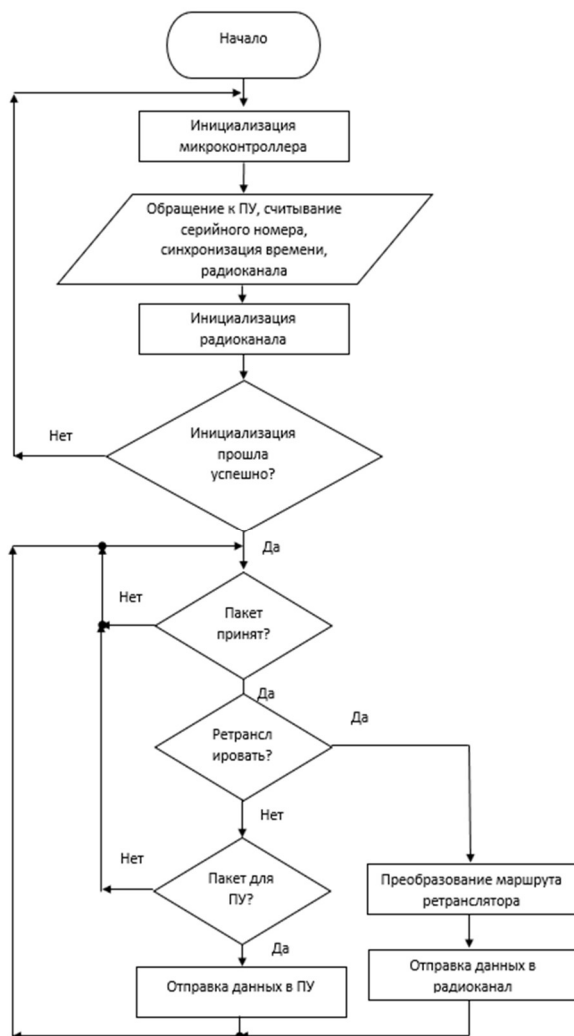 Начало
Инициализация
микроконтроллера
Обращение к ПУ, считывание
серийного номера,
синхронизация времени,
радиоканала
Инициализация
радиоканала
Нет
Инициализация
прошла
успешно?
Да
Нет
Пакет
принят?
Да
Да
Ретрансл
ировать?
Нет
Нет
Пакет для
ПУ?
Преобразование маршрута
ретранслятора
Да
Отправка данных в ПУ
Отправка данных в
радиоканал